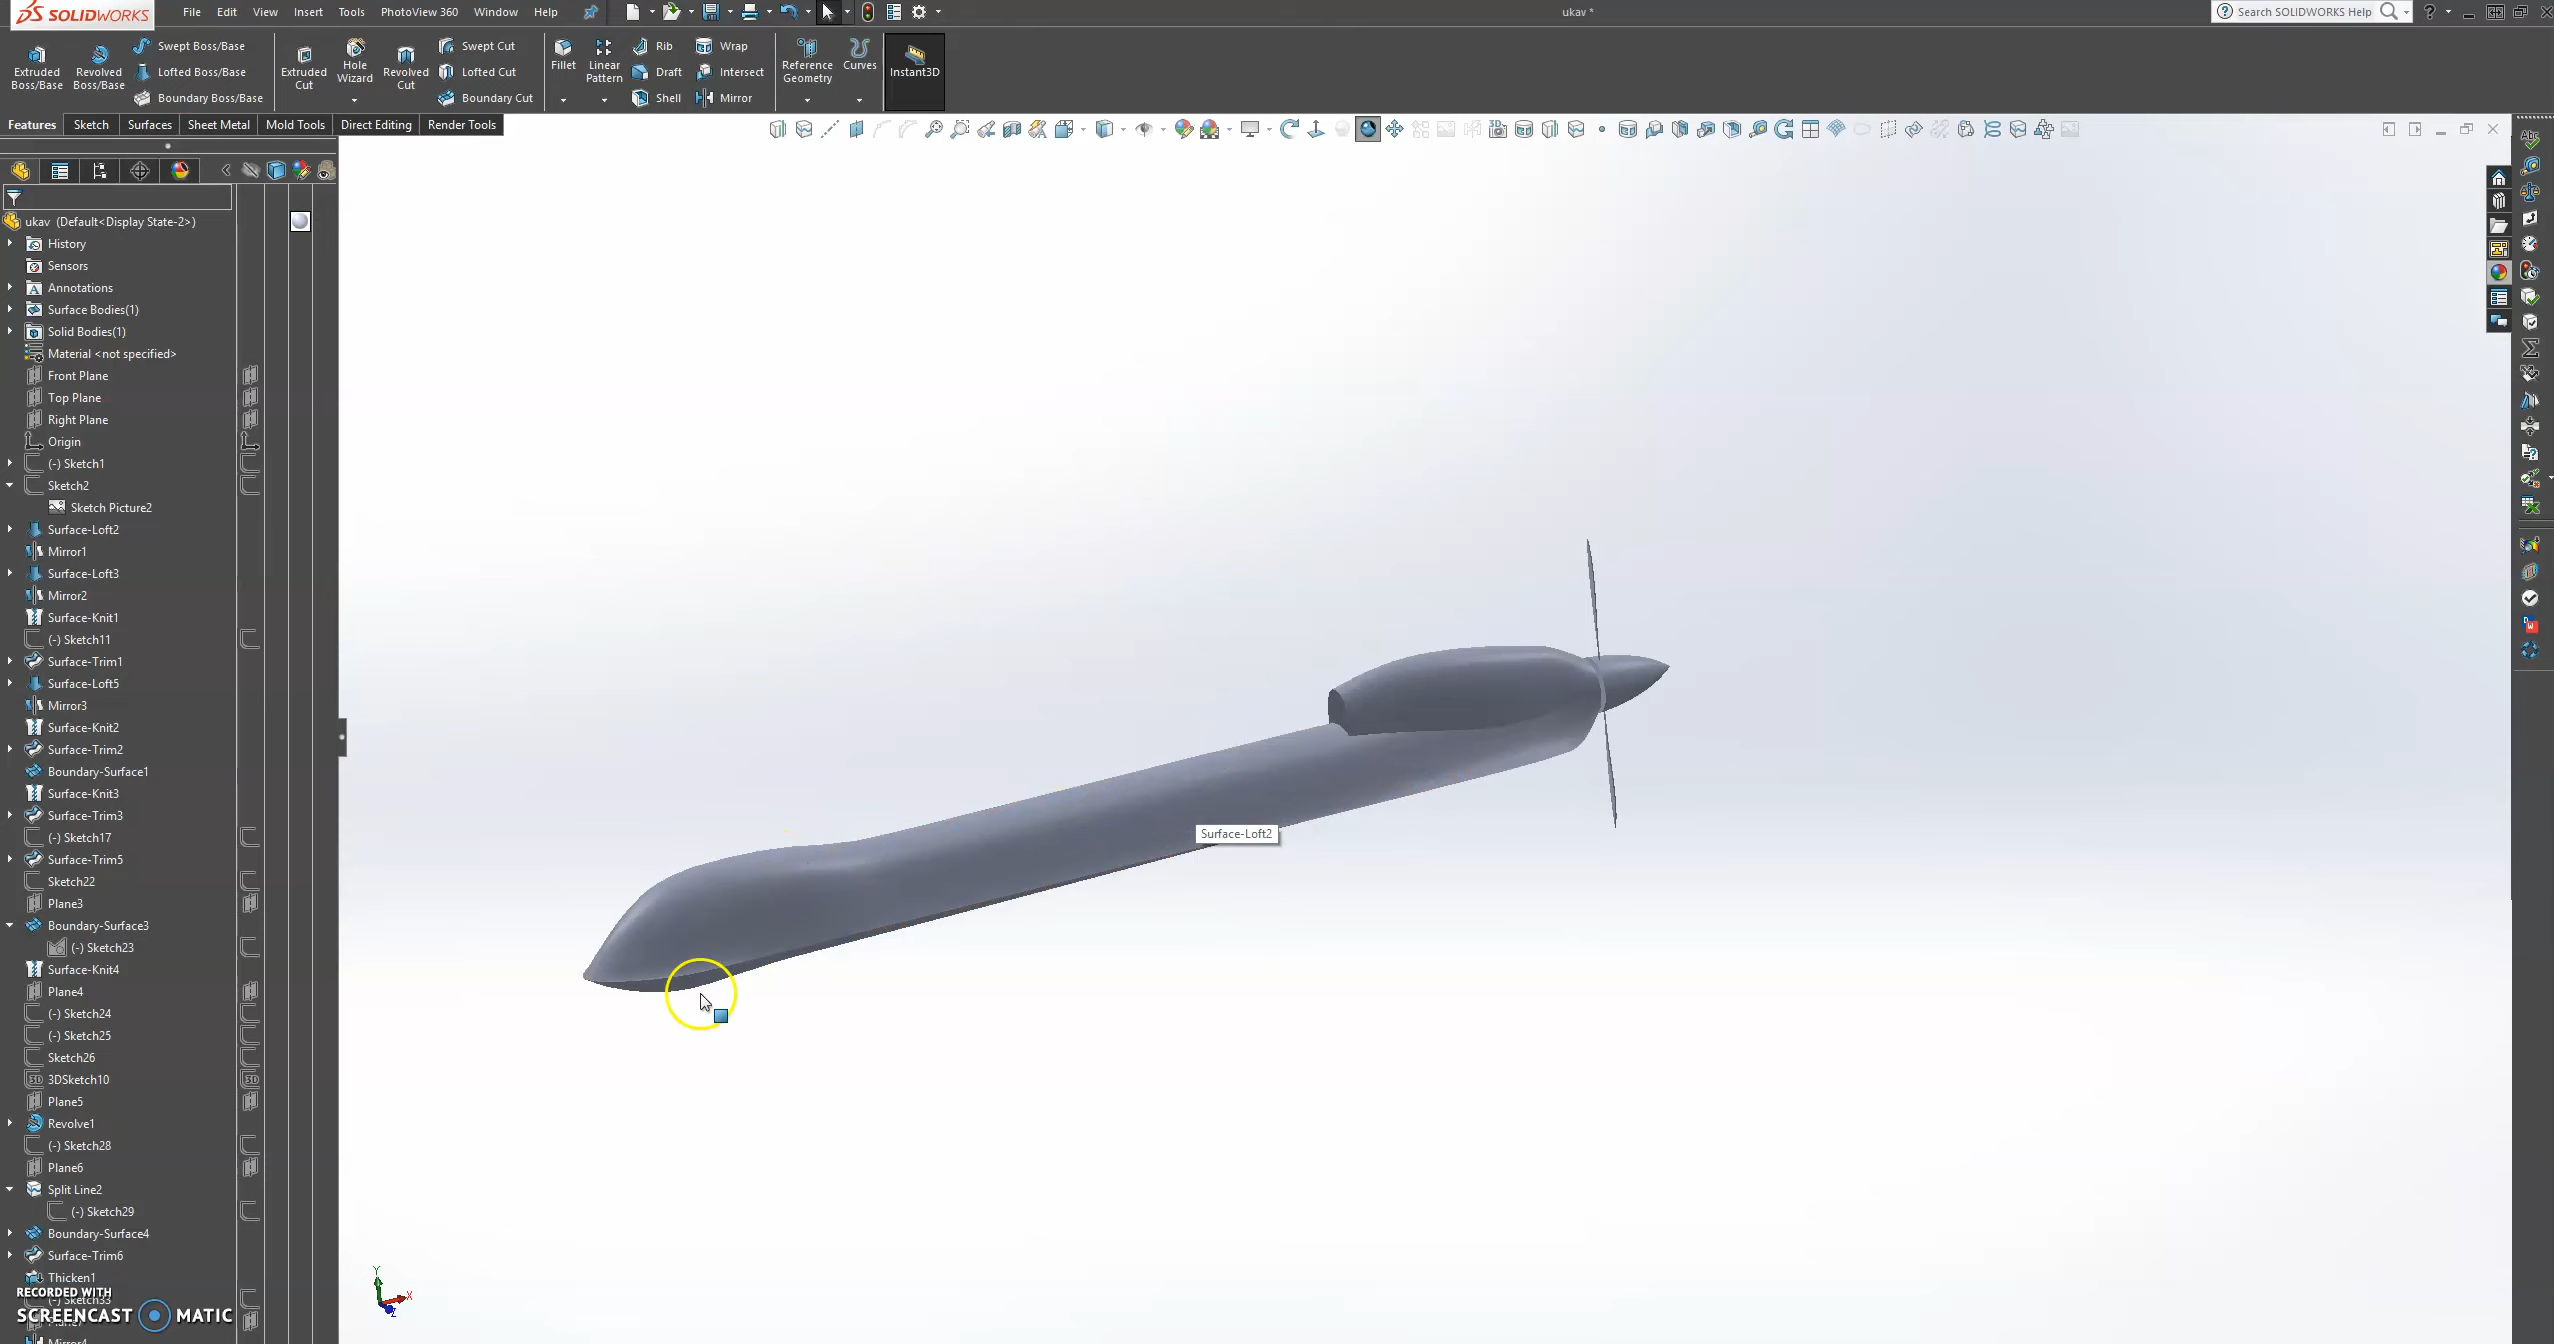 SOLIDWORKS File Edit View Insert Tools PhotoView 360 Window Help ukav * Search SOLIDWORKS Help
Extruded Boss/Base
Revolved Boss/Base
Swept Boss/Base
Lofted Boss/Base
Boundary Boss/Base
Extruded Cut
Hole Wizard
Revolved Cut
Swept Cut
Lofted Cut
Boundary Cut
Fillet
Linear Pattern
Rib
Draft
Shell
Wrap
Intersect
Mirror
Reference Geometry
Curves
Instant3D
Features Sketch Surfaces Sheet Metal Mold Tools Direct Editing Render Tools
ukav (Default<Display State-2>)
History
Sensors
Annotations
Surface Bodies(1)
Solid Bodies(1)
Material <not specified>
Front Plane
Top Plane
Right Plane
Origin
(-) Sketch1
Sketch2
Sketch Picture2
Surface-Loft2
Mirror1
Surface-Loft3
Mirror2
Surface-Knit1
(-) Sketch11
Surface-Trim1
Surface-Loft5
Mirror3
Surface-Knit2
Surface-Trim2
Boundary-Surface1
Surface-Knit3
Surface-Trim3
(-) Sketch17
Surface-Trim5
Sketch22
Plane3
Boundary-Surface3
(-) Sketch23
Surface-Knit4
Plane4
(-) Sketch24
(-) Sketch25
Sketch26
3DSketch10
Plane5
Revolve1
(-) Sketch28
Plane6
Split Line2
(-) Sketch29
Boundary-Surface4
Surface-Trim6
Thicken1
(-) Sketch33
Mirror4
Surface-Loft2
Y
X
Z
RECORDED WITH
SCREENCAST MATIC